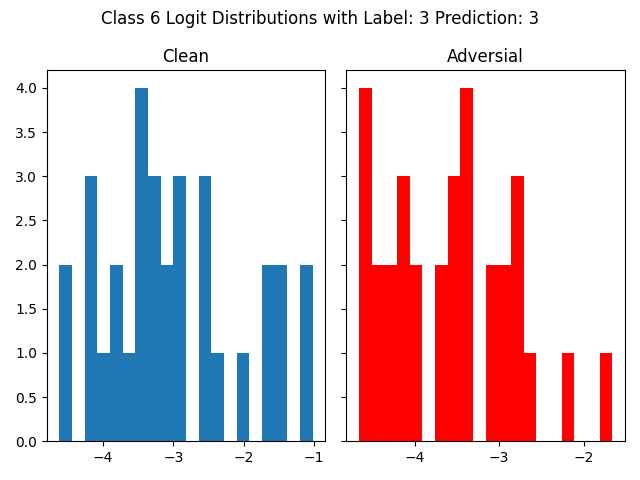 Class 6 Logit Distributions with Label: 3 Prediction: 3
Clean
Adversial
4.0
3.5
3.0
2.5
2.0
1.5
1.0
0.5
0.0
−4 −3 −2 −1
−4 −3 −2